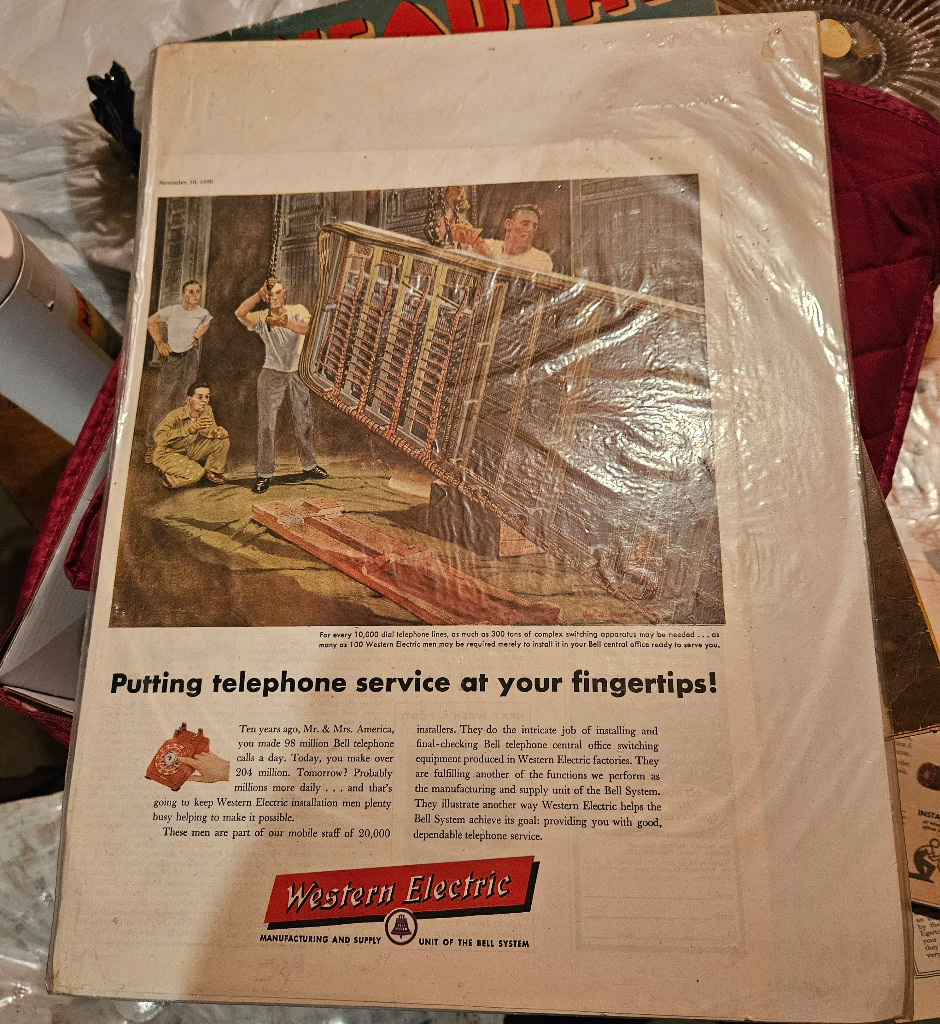 November 10, 1956
For every 10,000 dial telephone lines, as much as 300 tons of complex switching apparatus may be needed . . . as
many as 100 Western Electric men may be required merely to install it in your Bell central office ready to serve you.
Putting telephone service at your fingertips!
Ten years ago, Mr. & Mrs. America,
you made 98 million Bell telephone
calls a day. Today, you make over
204 million. Tomorrow? Probably
millions more daily . . . and that's
going to keep Western Electric installation men plenty
busy helping to make it possible.
These men are part of our mobile staff of 20,000
installers. They do the intricate job of installing and
final-checking Bell telephone central office switching
equipment produced in Western Electric factories. They
are fulfilling another of the functions we perform as
the manufacturing and supply unit of the Bell System.
They illustrate another way Western Electric helps the
Bell System achieve its goal: providing you with good,
dependable telephone service.
Western Electric
MANUFACTURING AND SUPPLY
UNIT OF THE BELL SYSTEM
INSTA
by the
your
they
very